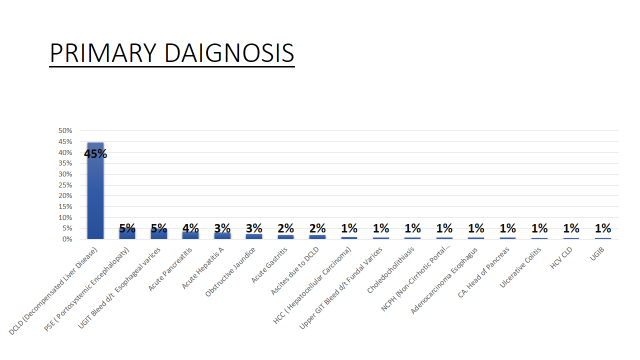 PRIMARY DAIGNOSIS
50%
45%
40%
35%
30%
25%
20%
15%
10%
5%
0%
45%
5%
5%
4%
3%
3%
2%
2%
1%
1%
1%
1%
1%
1%
1%
1%
DCLD (Decompensated Liver Disease)
PSE ( Portosystemic Encephalopaty)
UGIT Bleed d/t Esophageal varices
Acute Pancreatitis
Acute Hepatitis A
Obstructive Jaundice
Acute Gastritis
Ascites due to DCLD
HCC ( Hepatocellular Carcinoma)
Upper GIT Bleed d/t Fundal Varices
Choledocholithiasis
NCPH (Non-Cirrhotic Portal...
Adenocarcinoma Esophagus
CA. Head of Pancreas
Ulcerative Colitis
HCV CLD
UGIB